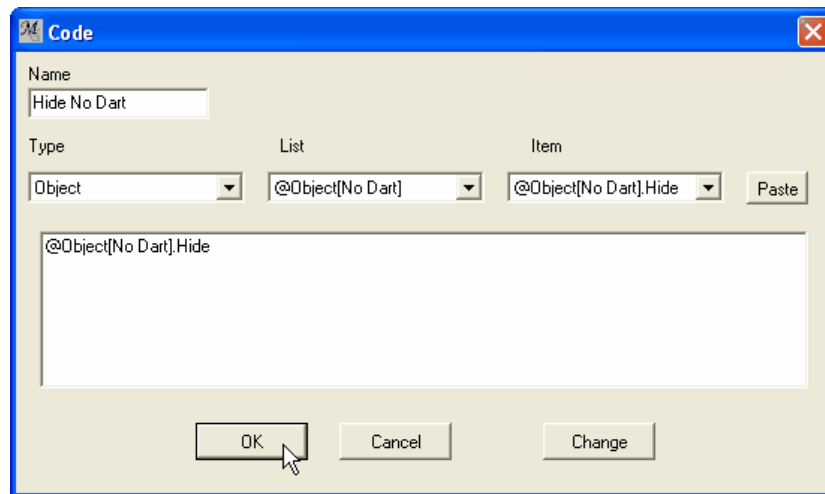 Code
Name
Hide No Dart
Type List Item
Object @Object[No Dart] @Object[No Dart].Hide Paste
@Object[No Dart].Hide
OK Cancel Change